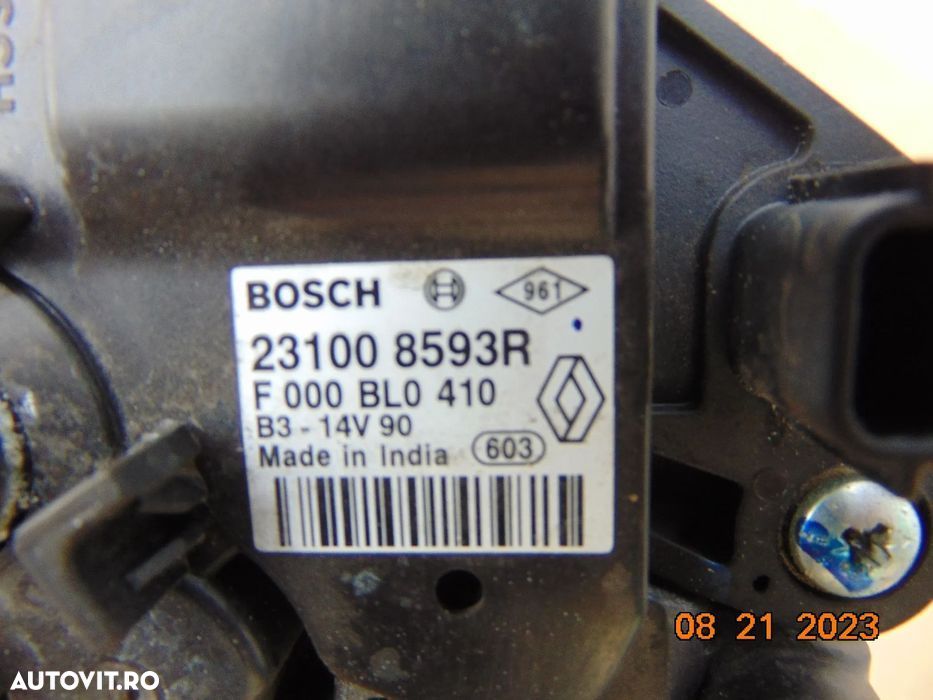 BOSCH 961
23100 8593R
F 000 BL0 410
B3 - 14V 90
Made in India 603
08 21 2023
AUTOVIT.RO